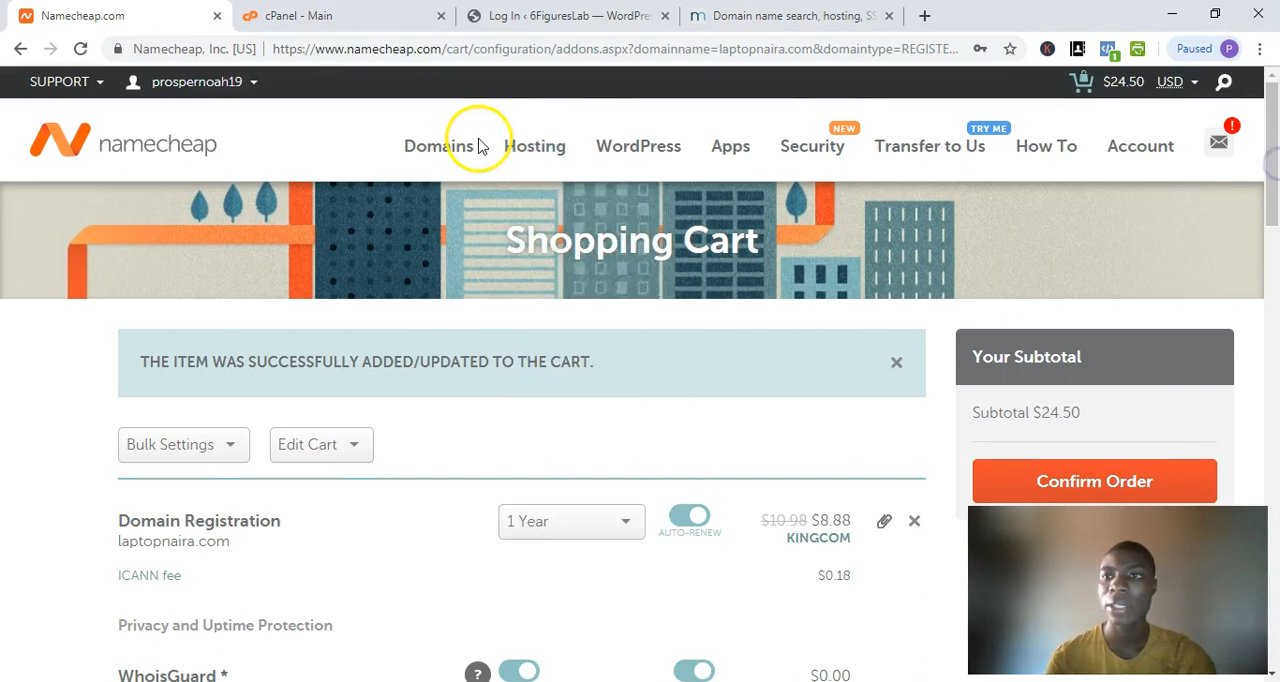 Namecheap.com
cPanel - Main
Log In ‹ 6FiguresLab — WordPre
Domain name search, hosting, SS
Namecheap, Inc. [US]
https://www.namecheap.com/cart/configuration/addons.aspx?domainname=laptopnaira.com&domaintype=REGISTE...
K
1
Paused
P
SUPPORT
prospernoah19
$24.50
USD
namecheap
Domains
Hosting
WordPress
Apps
Security
NEW
Transfer to Us
TRY ME
How To
Account
!
Shopping Cart
THE ITEM WAS SUCCESSFULLY ADDED/UPDATED TO THE CART.
Your Subtotal
Subtotal $24.50
Confirm Order
Bulk Settings
Edit Cart
Domain Registration
laptopnaira.com
1 Year
AUTO-RENEW
$10.98 $8.88
KINGCOM
ICANN fee
$0.18
Privacy and Uptime Protection
WhoisGuard *
?
$0.00